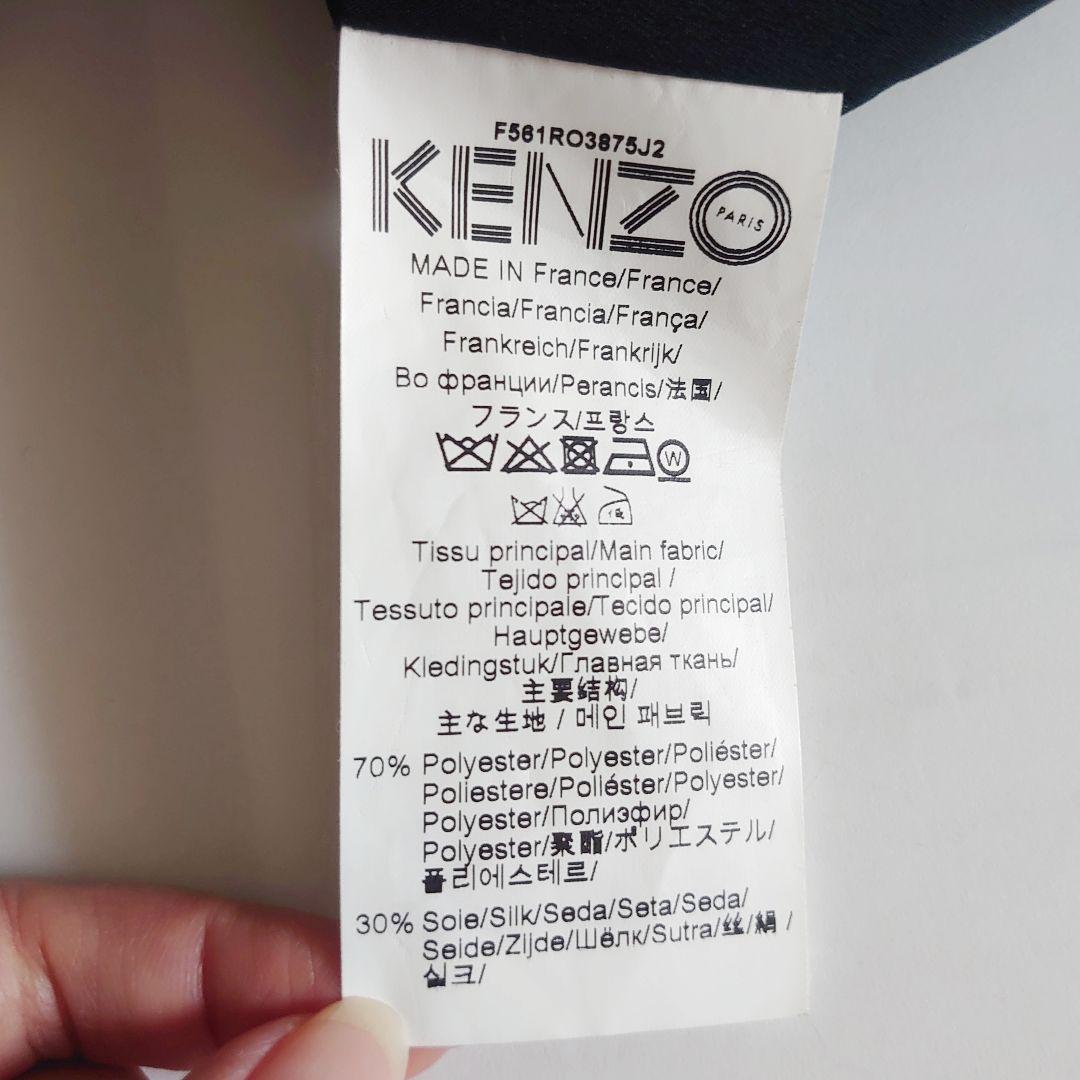 F561RO3875J2
KENZO PARIS
MADE IN France/France/
Francia/Francia/França/
Frankreich/Frankrijk/
Во франции/Perancis/法国/
フランス/프랑스
W
Tissu principal/Main fabric/
Tejido principal /
Tessuto principale/Tecido principal/
Hauptgewebe/
Kledingstuk/Главная ткань/
主要结构/
主な生地 / 메인 패브릭
70% Polyester/Polyester/Poliéster/
Poliestere/Poliéster/Polyester/
Polyester/Полиэфир/
Polyester/聚酯/ポリエステル/
폴리에스테르/
30% Soie/Silk/Seda/Seta/Seda/
Seide/Zijde/Шёлк/Sutra/丝/絹 /
실크/